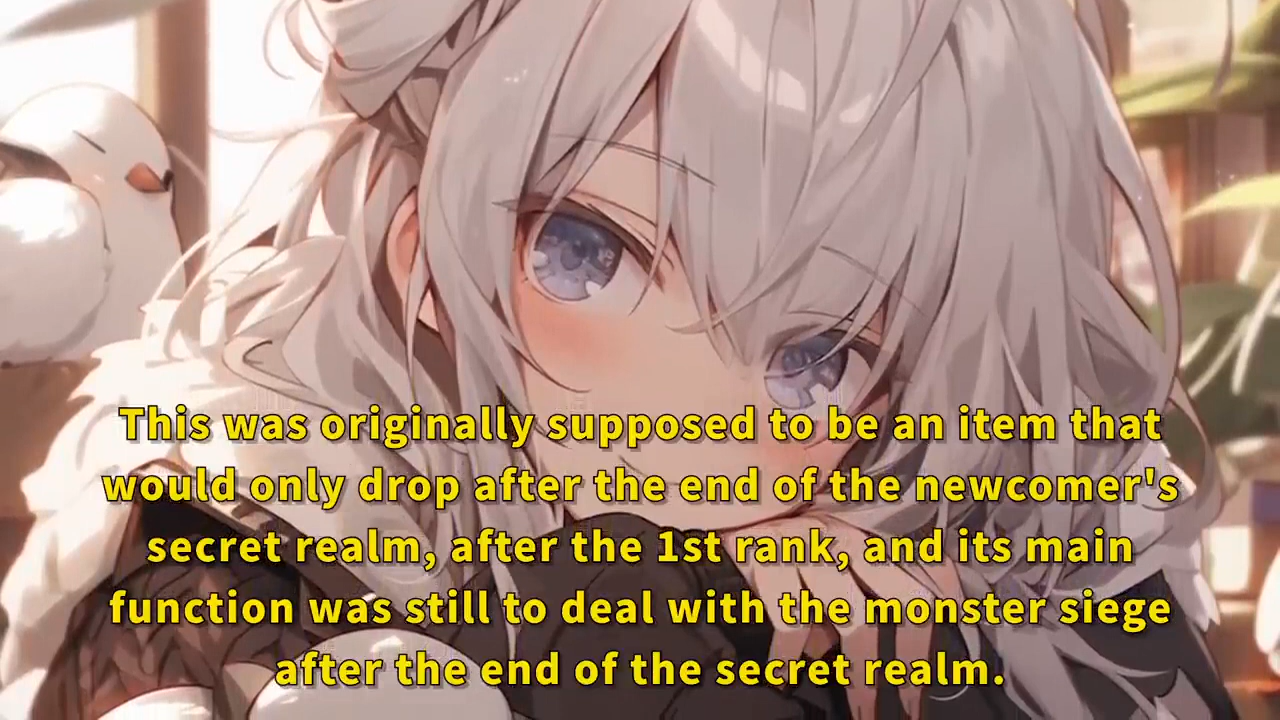 This was originally supposed to be an item that
would only drop after the end of the newcomer's
secret realm, after the 1st rank, and its main
function was still to deal with the monster siege
after the end of the secret realm.